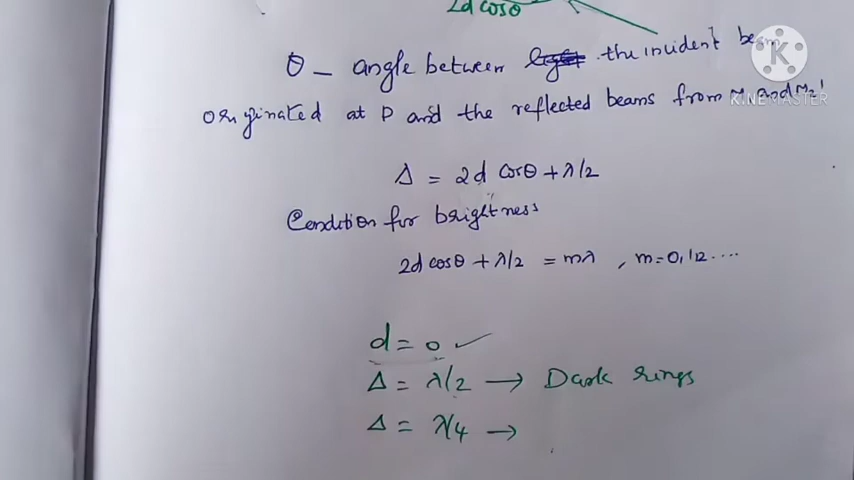 2d cosθ
θ - angle between the incident beam
originated at P and the reflected beams from M and M₂'
Δ = 2d cosθ + λ/2
Condition for brightness
2d cosθ + λ/2 = mλ , m=0,1,2....
d = 0 ✓
Δ = λ/2 → Dark rings
Δ = λ/4 →
K
KINEMASTER